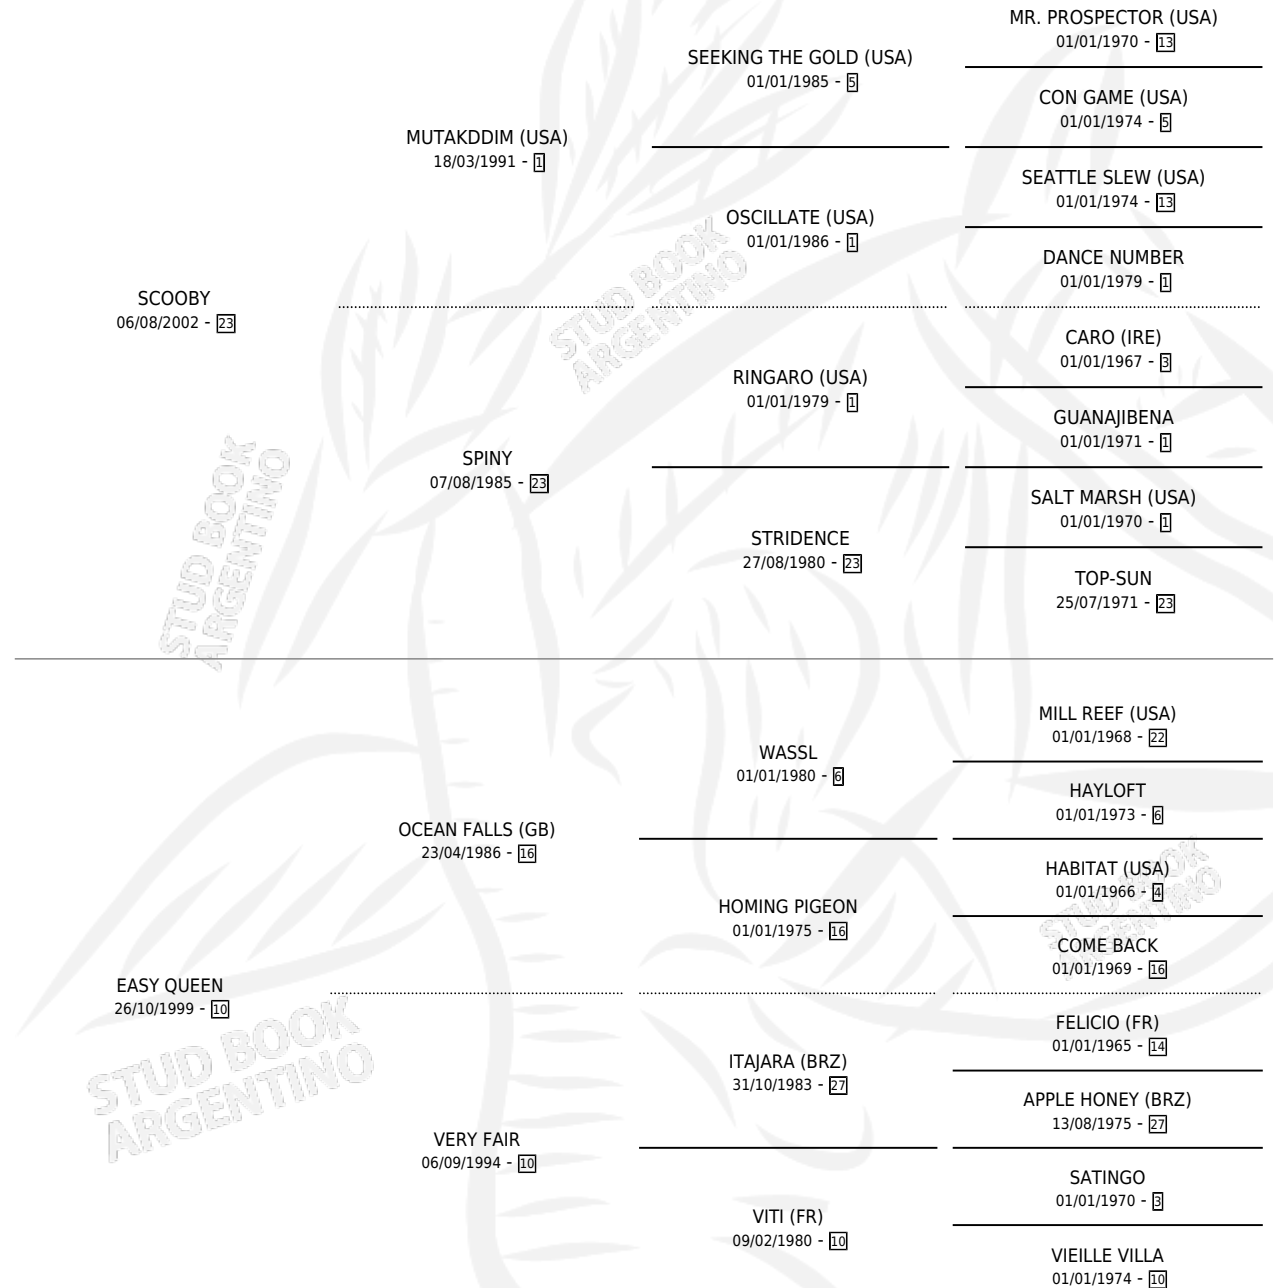 MR. PROSPECTOR (USA)
01/01/1970 - 13
SEEKING THE GOLD (USA)
01/01/1985 - 5
CON GAME (USA)
01/01/1974 - 5
MUTAKDDIM (USA)
18/03/1991 - 1
SEATTLE SLEW (USA)
01/01/1974 - 13
OSCILLATE (USA)
01/01/1986 - 1
DANCE NUMBER
01/01/1979 - 1
SCOOBY
06/08/2002 - 23
STUD BOOK
ARGENTINO
CARO (IRE)
01/01/1967 - 3
RINGARO (USA)
01/01/1979 - 1
GUANAJIBENA
01/01/1971 - 1
SPINY
07/08/1985 - 23
SALT MARSH (USA)
01/01/1970 - 1
STRIDENCE
27/08/1980 - 23
TOP-SUN
25/07/1971 - 23
STUD BOOK
ARGENTINO
MILL REEF (USA)
01/01/1968 - 22
WASSL
01/01/1980 - 6
HAYLOFT
01/01/1973 - 6
OCEAN FALLS (GB)
23/04/1986 - 16
HABITAT (USA)
01/01/1966 - 4
STUD BOOK
ARGENTINO
HOMING PIGEON
01/01/1975 - 16
COME BACK
01/01/1969 - 16
EASY QUEEN
26/10/1999 - 10
STUD BOOK
ARGENTINO
FELICIO (FR)
01/01/1965 - 14
ITAJARA (BRZ)
31/10/1983 - 27
APPLE HONEY (BRZ)
13/08/1975 - 27
VERY FAIR
06/09/1994 - 10
SATINGO
01/01/1970 - 3
VITI (FR)
09/02/1980 - 10
VIEILLE VILLA
01/01/1974 - 10